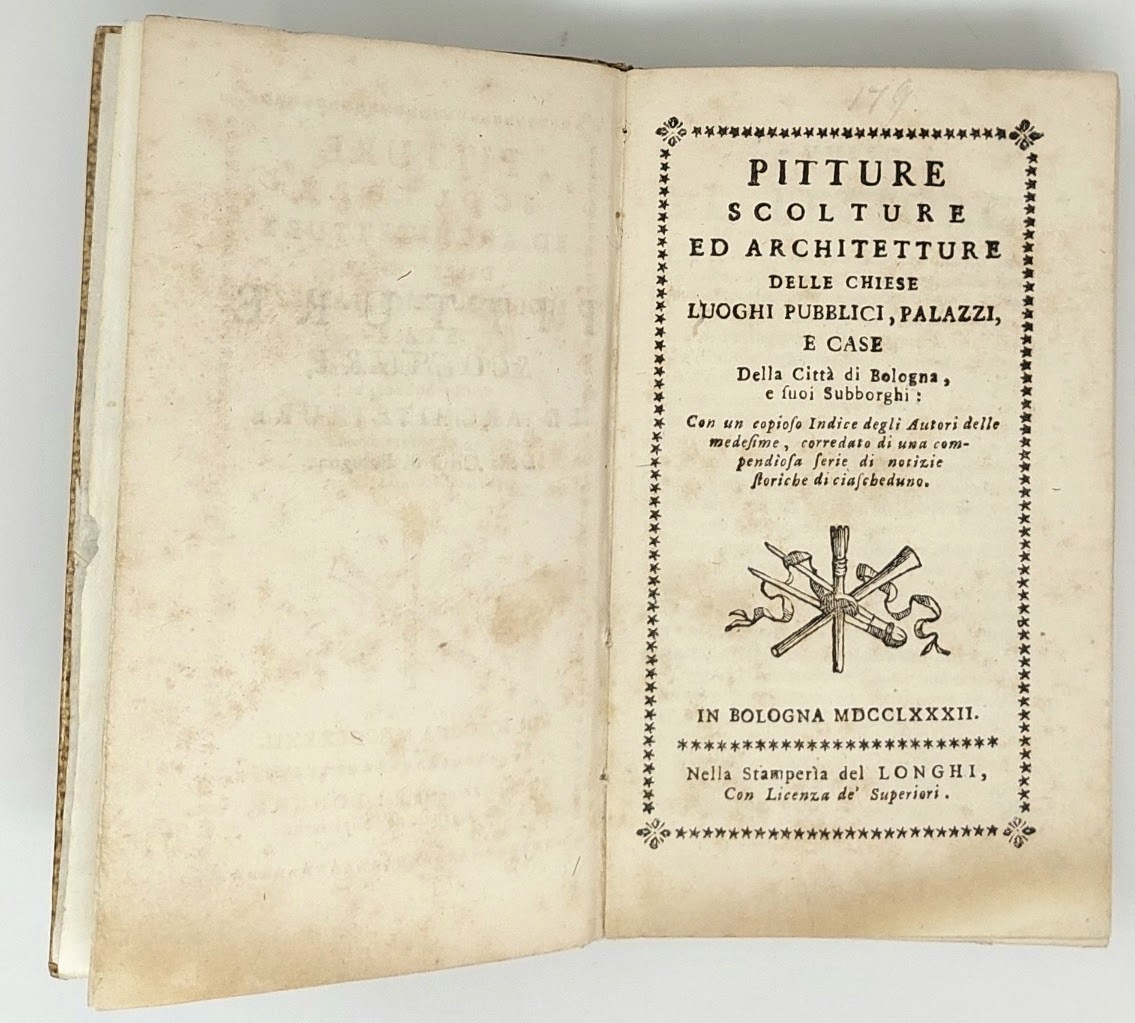 179
PITTURE
SCOLTURE
ED ARCHITETTURE
DELLE CHIESE
LUOGHI PUBBLICI, PALAZZI,
E CASE
Della Città di Bologna,
e ſuoi Subborghi:
Con un copioſo Indice degli Autori delle
medeſime, corredato di una com-
pendioſa ſerie di notizie
ſtoriche di ciaſcheduno.
IN BOLOGNA MDCCLXXXII.
Nella Stamperìa del LONGHI,
Con Licenza de' Superiori.